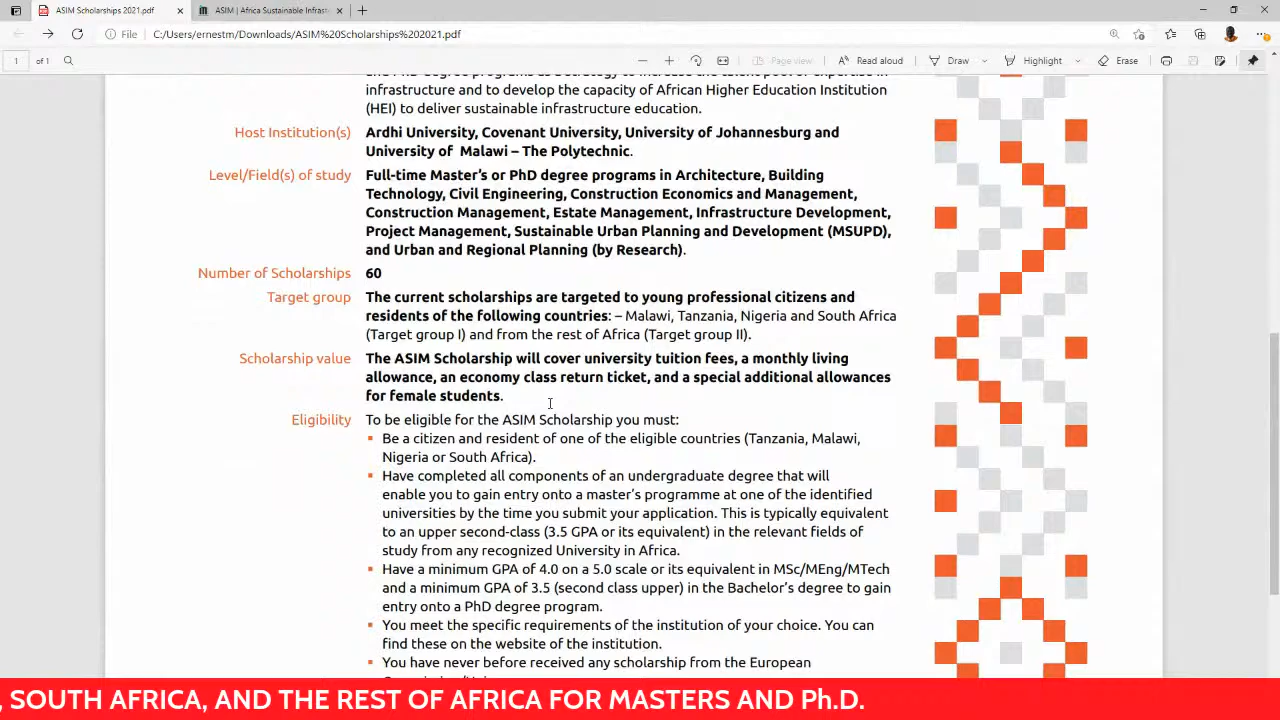 ASIM Scholarships 2021.pdf
ASIM | Africa Sustainable Infrast
File C:/Users/ernestm/Downloads/ASIM%20Scholarships%202021.pdf
1 of 1 Page view Read aloud Draw Highlight Erase
infrastructure and to develop the capacity of African Higher Education Institution
(HEI) to deliver sustainable infrastructure education.
Host Institution(s) Ardhi University, Covenant University, University of Johannesburg and
University of Malawi – The Polytechnic.
Level/Field(s) of study Full-time Master’s or PhD degree programs in Architecture, Building
Technology, Civil Engineering, Construction Economics and Management,
Construction Management, Estate Management, Infrastructure Development,
Project Management, Sustainable Urban Planning and Development (MSUPD),
and Urban and Regional Planning (by Research).
Number of Scholarships 60
Target group The current scholarships are targeted to young professional citizens and
residents of the following countries: – Malawi, Tanzania, Nigeria and South Africa
(Target group I) and from the rest of Africa (Target group II).
Scholarship value The ASIM Scholarship will cover university tuition fees, a monthly living
allowance, an economy class return ticket, and a special additional allowances
for female students.
Eligibility To be eligible for the ASIM Scholarship you must:
▪ Be a citizen and resident of one of the eligible countries (Tanzania, Malawi,
Nigeria or South Africa).
▪ Have completed all components of an undergraduate degree that will
enable you to gain entry onto a master’s programme at one of the identified
universities by the time you submit your application. This is typically equivalent
to an upper second-class (3.5 GPA or its equivalent) in the relevant fields of
study from any recognized University in Africa.
▪ Have a minimum GPA of 4.0 on a 5.0 scale or its equivalent in MSc/MEng/MTech
and a minimum GPA of 3.5 (second class upper) in the Bachelor’s degree to gain
entry onto a PhD degree program.
▪ You meet the specific requirements of the institution of your choice. You can
find these on the website of the institution.
▪ You have never before received any scholarship from the European
, SOUTH AFRICA, AND THE REST OF AFRICA FOR MASTERS AND Ph.D.